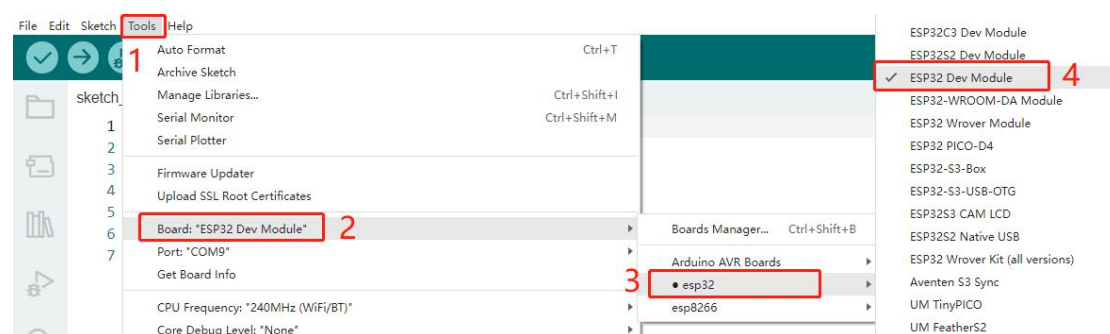 File Edit Sketch Tools Help
1
Auto Format Ctrl+T
Archive Sketch
Manage Libraries... Ctrl+Shift+I
Serial Monitor Ctrl+Shift+M
Serial Plotter
Firmware Updater
Upload SSL Root Certificates
Board: "ESP32 Dev Module" 2
Port: "COM9"
Get Board Info
CPU Frequency: "240MHz (WiFi/BT)"
Core Debug Level: "None"
sketch_
1
2
3
4
5
6
7
Boards Manager... Ctrl+Shift+B
Arduino AVR Boards
3 ● esp32
esp8266
ESP32C3 Dev Module
ESP32S2 Dev Module
✓ ESP32 Dev Module 4
ESP32-WROOM-DA Module
ESP32 Wrover Module
ESP32 PICO-D4
ESP32-S3-Box
ESP32-S3-USB-OTG
ESP32S3 CAM LCD
ESP32S2 Native USB
ESP32 Wrover Kit (all versions)
Aventen S3 Sync
UM TinyPICO
UM FeatherS2